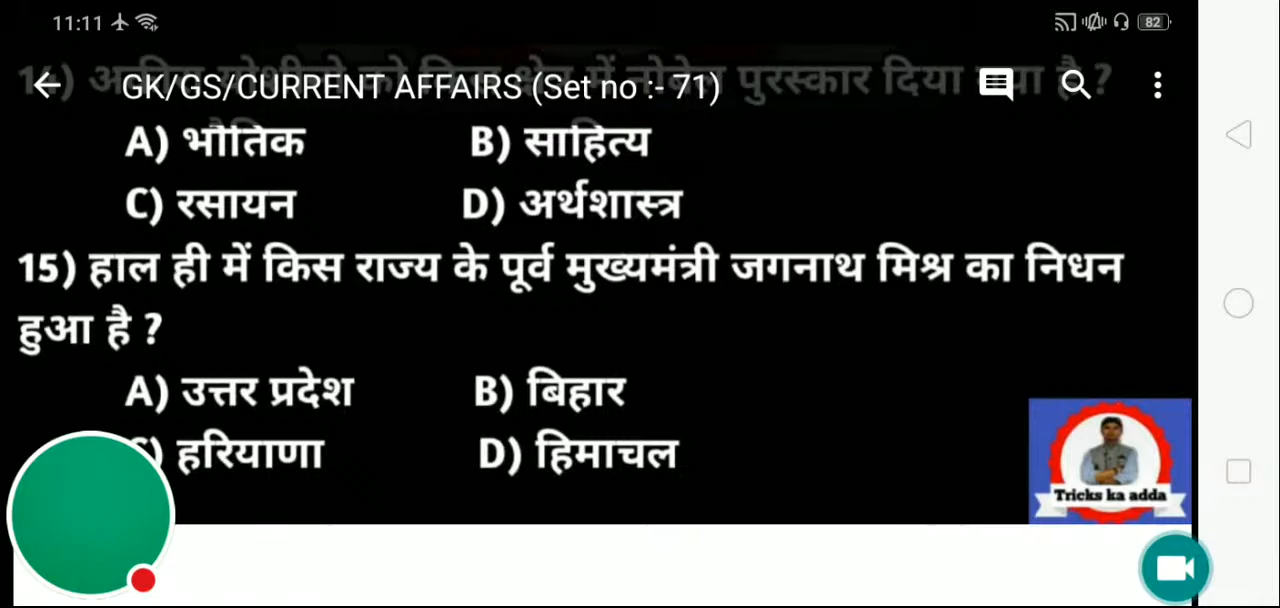 11:11
82
GK/GS/CURRENT AFFAIRS (Set no :- 71)
में नोबेल पुरस्कार दिया गया है ?
A) भौतिक B) साहित्य
C) रसायन D) अर्थशास्त्र
15) हाल ही में किस राज्य के पूर्व मुख्यमंत्री जगनाथ मिश्र का निधन
हुआ है ?
A) उत्तर प्रदेश B) बिहार
) हरियाणा D) हिमाचल
Tricks ka adda